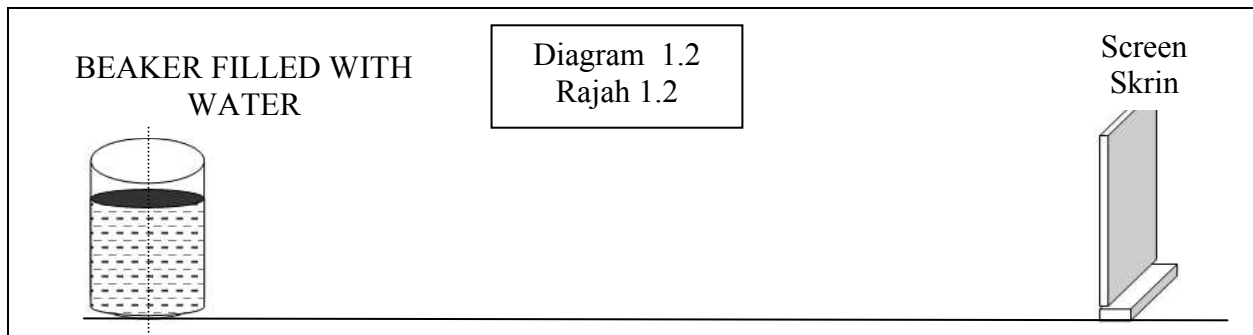 BEAKER FILLED WITH
WATER
Diagram 1.2
Rajah 1.2
Screen
Skrin